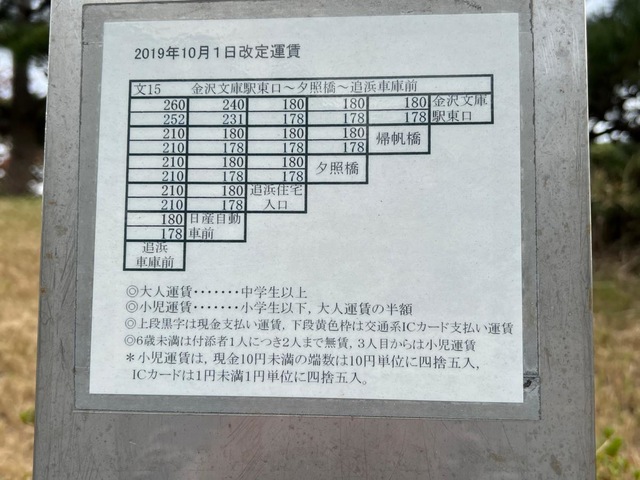 2019年10月1日改定運賃
文15 金沢文庫駅東口～夕照橋～追浜車庫前
260 240 180 180 180 金沢文庫
252 231 178 178 178 駅東口
210 180 180 180 帰帆橋
210 178 178 178
210 180 180 夕照橋
210 178 178
210 180 追浜住宅
210 178 入口
180 日産自動
178 車前
追浜
車庫前
◎大人運賃・・・・・・・中学生以上
◎小児運賃・・・・・・・小学生以下，大人運賃の半額
◎上段黒字は現金支払い運賃，下段黄色枠は交通系ICカード支払い運賃
◎6歳未満は付添者1人につき2人まで無賃，3人目からは小児運賃
＊小児運賃は，現金10円未満の端数は10円単位に四捨五入，
ICカードは1円未満1円単位に四捨五入。